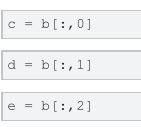 c = b[:,0]
d = b[:,1]
e = b[:,2]